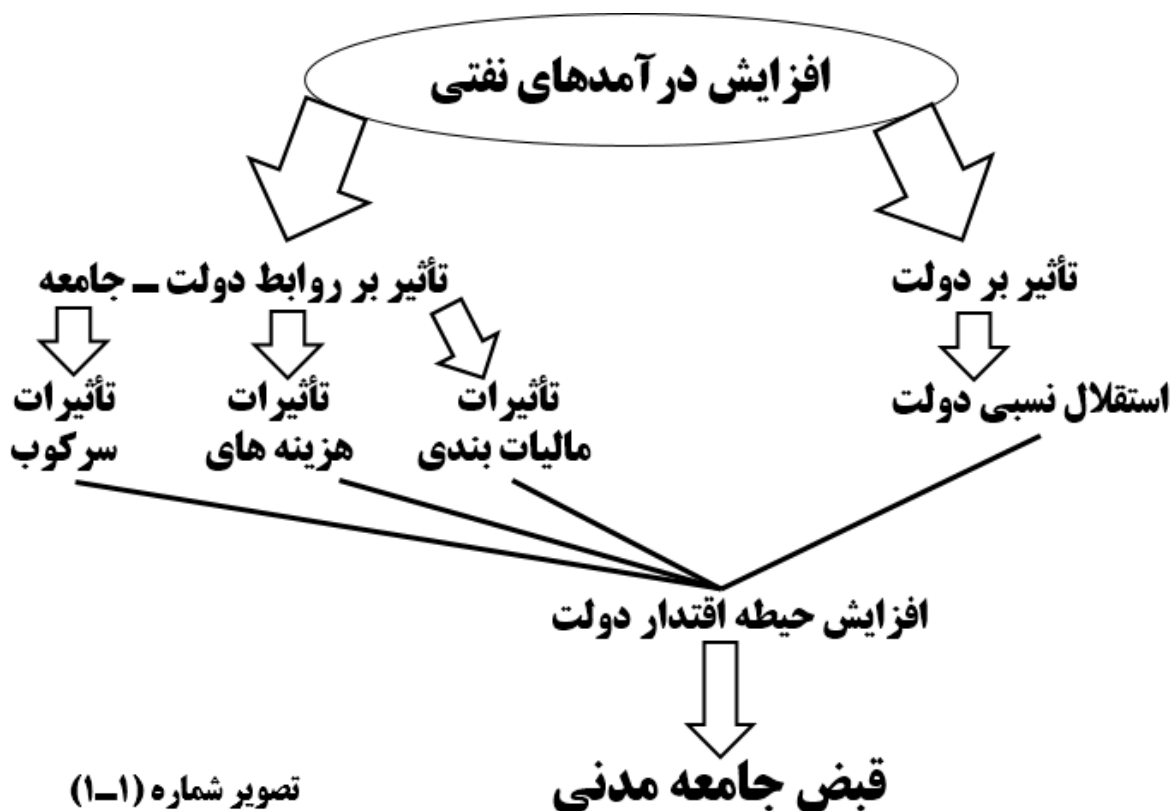 افزایش درآمدهای نفتی
تأثیر بر دولت
تأثیر بر روابط دولت ـ جامعه
استقلال نسبی دولت
تأثیرات
مالیات بندی
تأثیرات
هزینه های
تأثیرات
سرکوب
افزایش حیطه اقتدار دولت
قبض جامعه مدنی
تصویر شماره (۱ـ۱)